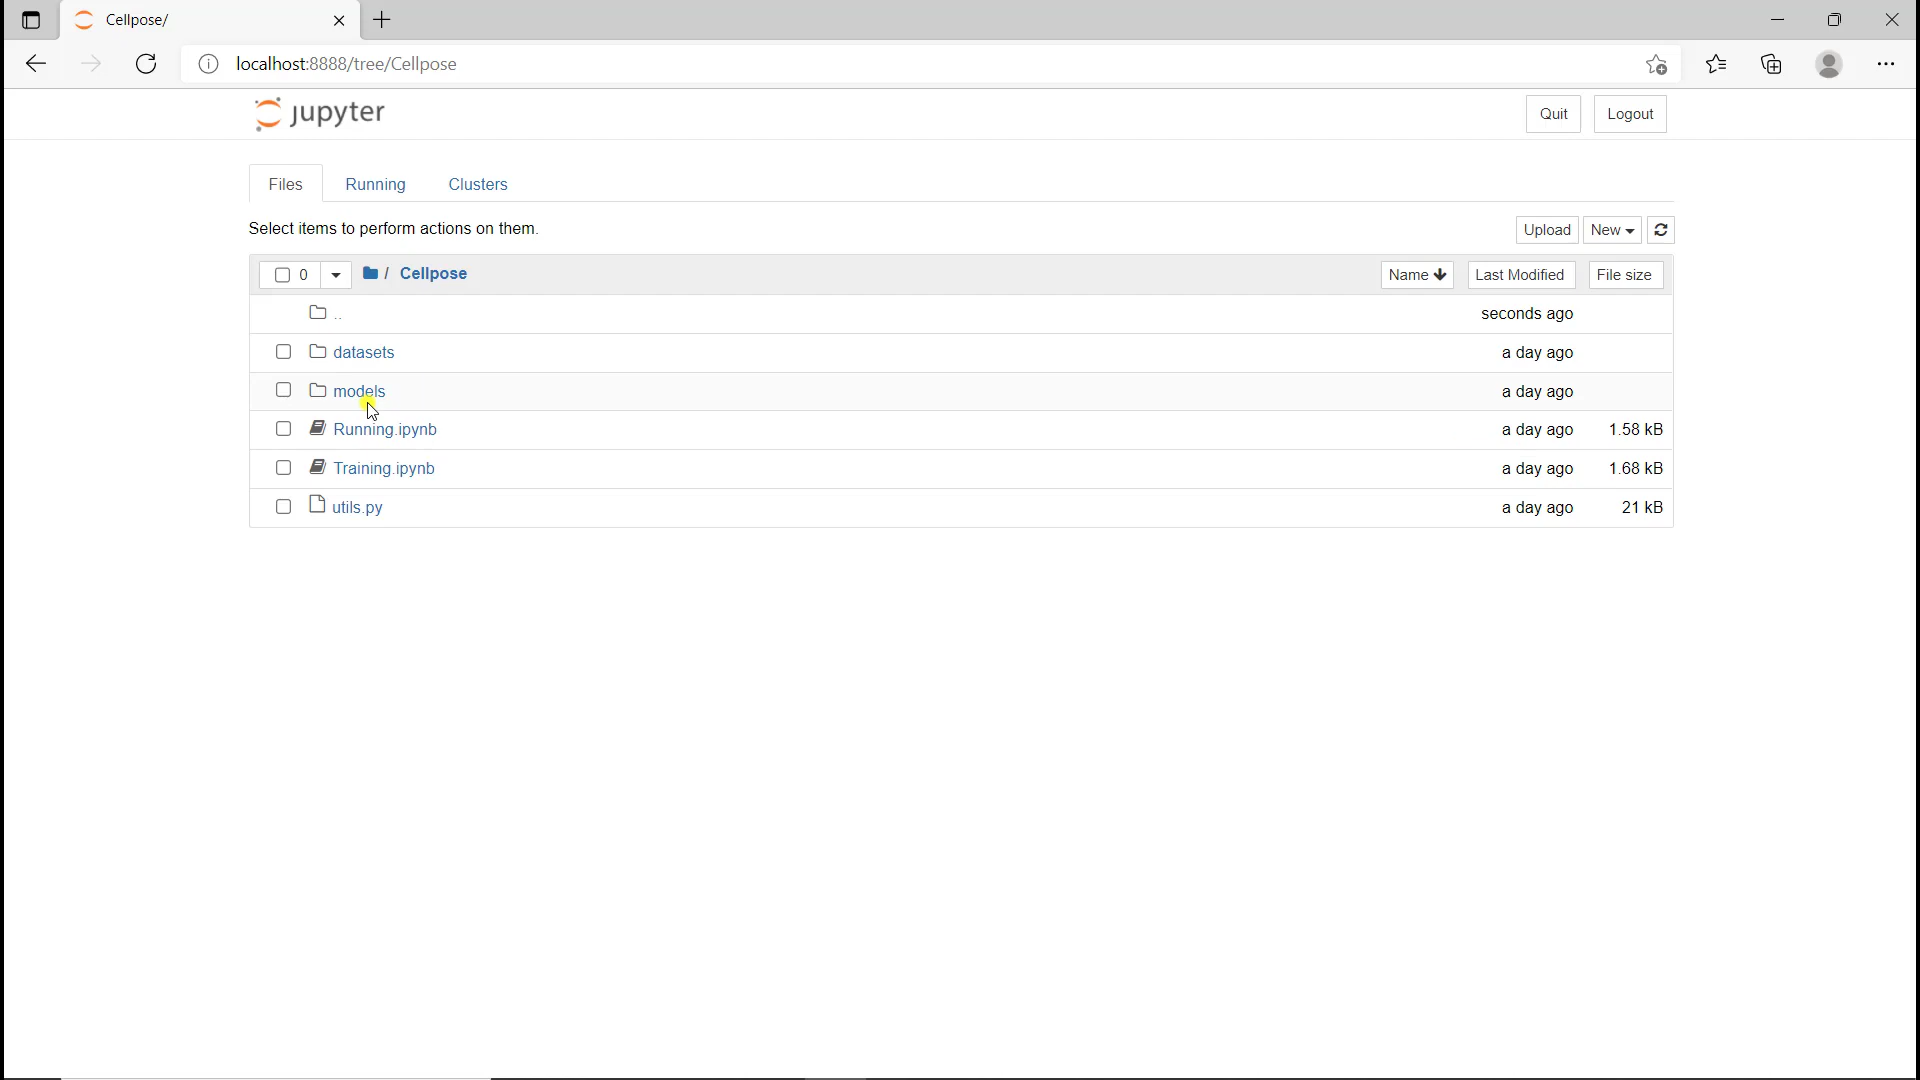 Cellpose/
localhost:8888/tree/Cellpose
jupyter
Quit Logout
Files Running Clusters
Select items to perform actions on them.
Upload New
0 / Cellpose Name Last Modified File size
.. seconds ago
datasets a day ago
models a day ago
Running.ipynb a day ago 1.58 kB
Training.ipynb a day ago 1.68 kB
utils.py a day ago 21 kB